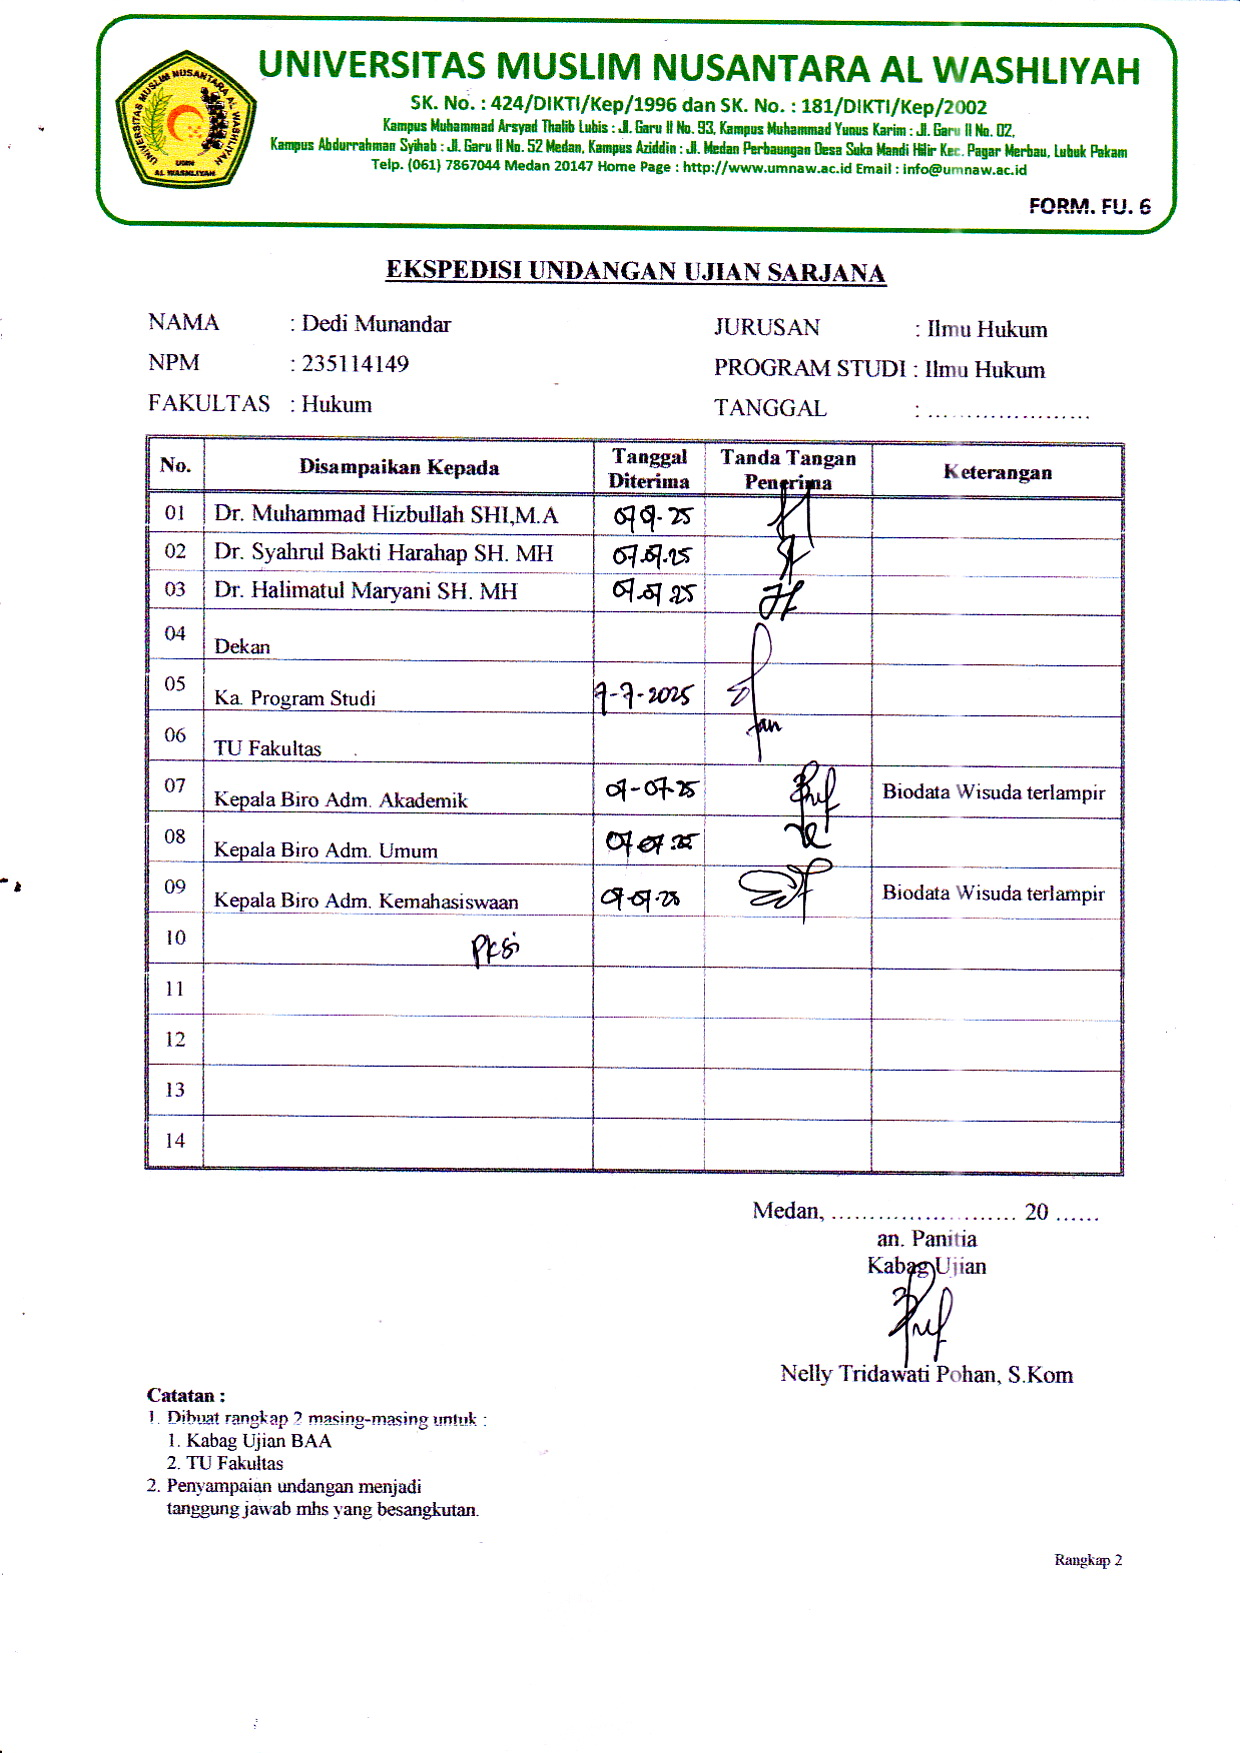 UNIVERSITAS MUSLIM NUSANTARA AL WASHLIYAH
SK. No. : 424/DIKTI/Kep/1996 dan SK. No. : 181/DIKTI/Kep/2002
Kampus Muhammad Arsyad Thalib Lubis : Jl. Garu II No. 93, Kampus Muhammad Yunus Karim : Jl. Garu II No. 02,
Kampus Abdurrahman Syihab : Jl. Garu II No. 52 Medan, Kampus Aziddin : Jl. Medan Perbaungan Desa Suka Mandi Hilir Kec. Pagar Merbau, Lubuk Pakam
Telp. (061) 7867044 Medan 20147 Home Page : http://www.umnaw.ac.id Email : info@umnaw.ac.id
UNIVERSITAS MUSLIM NUSANTARA AL WASHLIYAH
UMN
AL WASHLIYAH
FORM. FU. 6
EKSPEDISI UNDANGAN UJIAN SARJANA
NAMA : Dedi Munandar JURUSAN : Ilmu Hukum
NPM : 235114149 PROGRAM STUDI : Ilmu Hukum
FAKULTAS : Hukum TANGGAL : .....................
No. Disampaikan Kepada Tanggal Diterima Tanda Tangan Penerima Keterangan
01 Dr. Muhammad Hizbullah SHI,M.A 07 07-25
02 Dr. Syahrul Bakti Harahap SH. MH 07.07.25
03 Dr. Halimatul Maryani SH. MH 07.07 25
04 Dekan
05 Ka. Program Studi 7-7-2025
06 TU Fakultas
07 Kepala Biro Adm. Akademik 07-07-25 Biodata Wisuda terlampir
08 Kepala Biro Adm. Umum 07.07.25
09 Kepala Biro Adm. Kemahasiswaan 07-07-25 Biodata Wisuda terlampir
10
11
12
13
14
Medan, ........................ 20 ......
an. Panitia
Kabag Ujian
Nelly Tridawati Pohan, S.Kom
Catatan :
1. Dibuat rangkap 2 masing-masing untuk :
1. Kabag Ujian BAA
2. TU Fakultas
2. Penyampaian undangan menjadi
tanggung jawab mhs yang besangkutan.
Rangkap 2